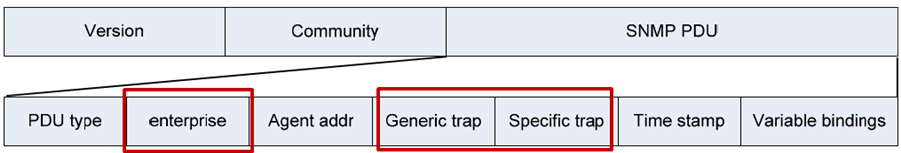 Version Community SNMP PDU
PDU type enterprise Agent addr Generic trap Specific trap Time stamp Variable bindings